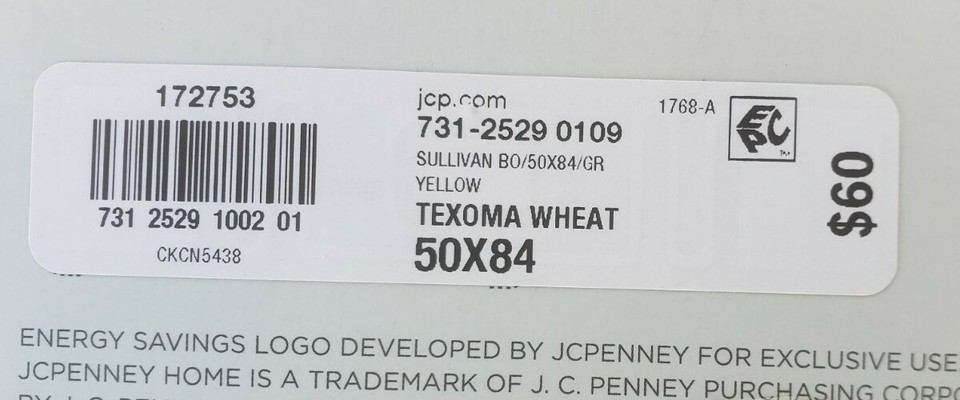 172753
731 2529 1002 01
CKCN5438
jcp.com
731-2529 0109
SULLIVAN BO/50X84/GR
YELLOW
TEXOMA WHEAT
50X84
1768-A
EPC
$60
ENERGY SAVINGS LOGO DEVELOPED BY JCPENNEY FOR EXCLUSIVE USE
JCPENNEY HOME IS A TRADEMARK OF J. C. PENNEY PURCHASING